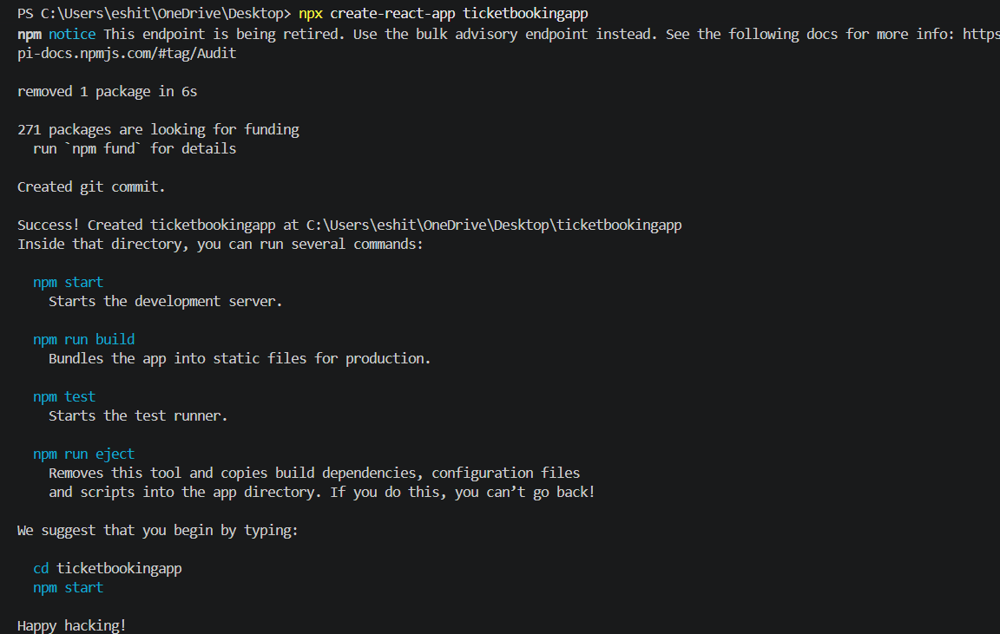 PS C:\Users\eshit\OneDrive\Desktop> npx create-react-app ticketbookingapp
npm notice This endpoint is being retired. Use the bulk advisory endpoint instead. See the following docs for more info: https
pi-docs.npmjs.com/#tag/Audit
removed 1 package in 6s
271 packages are looking for funding
run `npm fund` for details
Created git commit.
Success! Created ticketbookingapp at C:\Users\eshit\OneDrive\Desktop\ticketbookingapp
Inside that directory, you can run several commands:
npm start
Starts the development server.
npm run build
Bundles the app into static files for production.
npm test
Starts the test runner.
npm run eject
Removes this tool and copies build dependencies, configuration files
and scripts into the app directory. If you do this, you can’t go back!
We suggest that you begin by typing:
cd ticketbookingapp
npm start
Happy hacking!